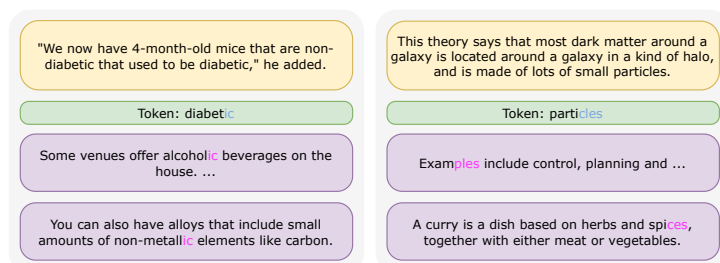 "We now have 4-month-old mice that are non-
diabetic that used to be diabetic," he added.
Token: diabetic
Some venues offer alcoholic beverages on the
house. ...
You can also have alloys that include small
amounts of non-metallic elements like carbon.
This theory says that most dark matter around a
galaxy is located around a galaxy in a kind of halo,
and is made of lots of small particles.
Token: particles
Examples include control, planning and ...
A curry is a dish based on herbs and spices,
together with either meat or vegetables.